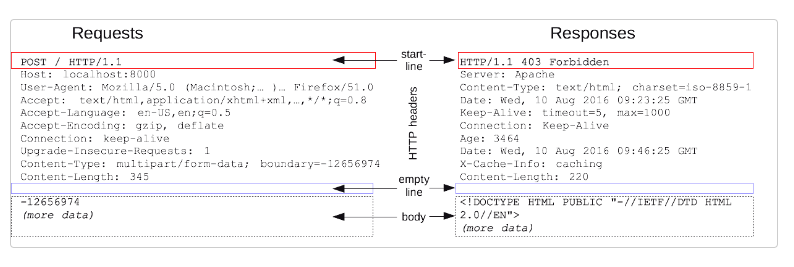 Requests
POST / HTTP/1.1
Host: localhost:8000
User-Agent: Mozilla/5.0 (Macintosh;… )… Firefox/51.0
Accept: text/html,application/xhtml+xml,…,*/*;q=0.8
Accept-Language: en-US,en;q=0.5
Accept-Encoding: gzip, deflate
Connection: keep-alive
Upgrade-Insecure-Requests: 1
Content-Type: multipart/form-data; boundary=-12656974
Content-Length: 345
-12656974
(more data)
start-
line
HTTP headers
empty
line
body
Responses
HTTP/1.1 403 Forbidden
Server: Apache
Content-Type: text/html; charset=iso-8859-1
Date: Wed, 10 Aug 2016 09:23:25 GMT
Keep-Alive: timeout=5, max=1000
Connection: Keep-Alive
Age: 3464
Date: Wed, 10 Aug 2016 09:46:25 GMT
X-Cache-Info: caching
Content-Length: 220
<!DOCTYPE HTML PUBLIC "-//IETF//DTD HTML
2.0//EN">
(more data)